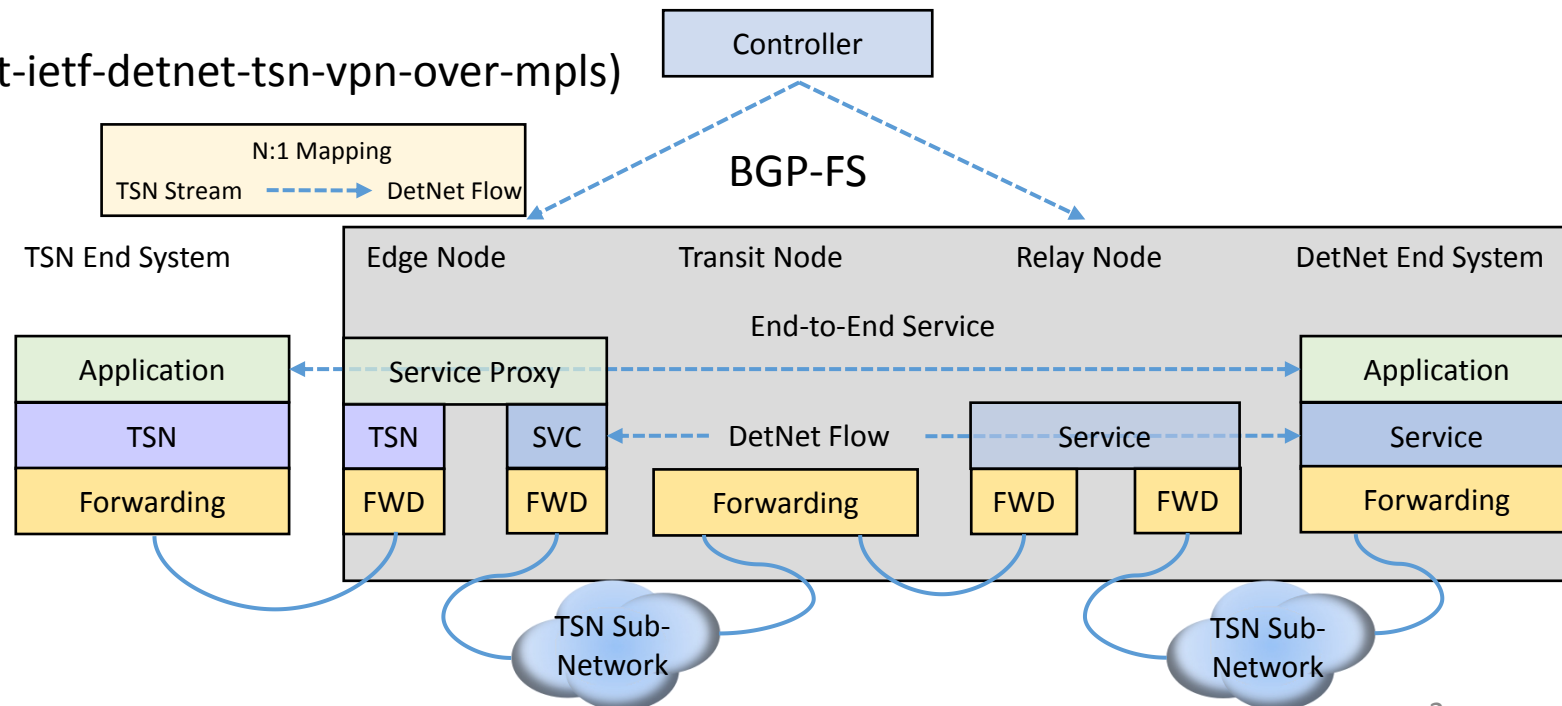 Controller
t-ietf-detnet-tsn-vpn-over-mpls)
N:1 Mapping
TSN Stream DetNet Flow
BGP-FS
TSN End System Edge Node Transit Node Relay Node DetNet End System
End-to-End Service
Application Service Proxy Application
TSN TSN SVC DetNet Flow Service Service
Forwarding FWD FWD Forwarding FWD FWD Forwarding
TSN Sub-
Network
TSN Sub-
Network